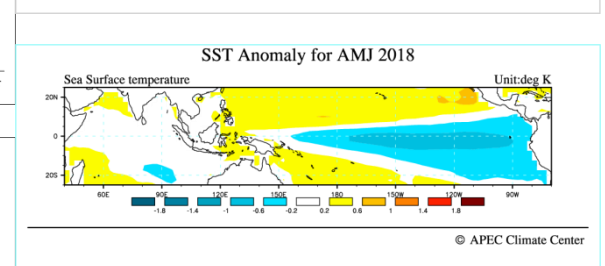 SST Anomaly for AMJ 2018
Sea Surface temperature Unit:deg K
20N
0
20S
60E 90E 120E 150E 180 150W 120W 90W
-1.8 -1.4 -1 -0.6 -0.2 0.2 0.6 1 1.4 1.8
© APEC Climate Center